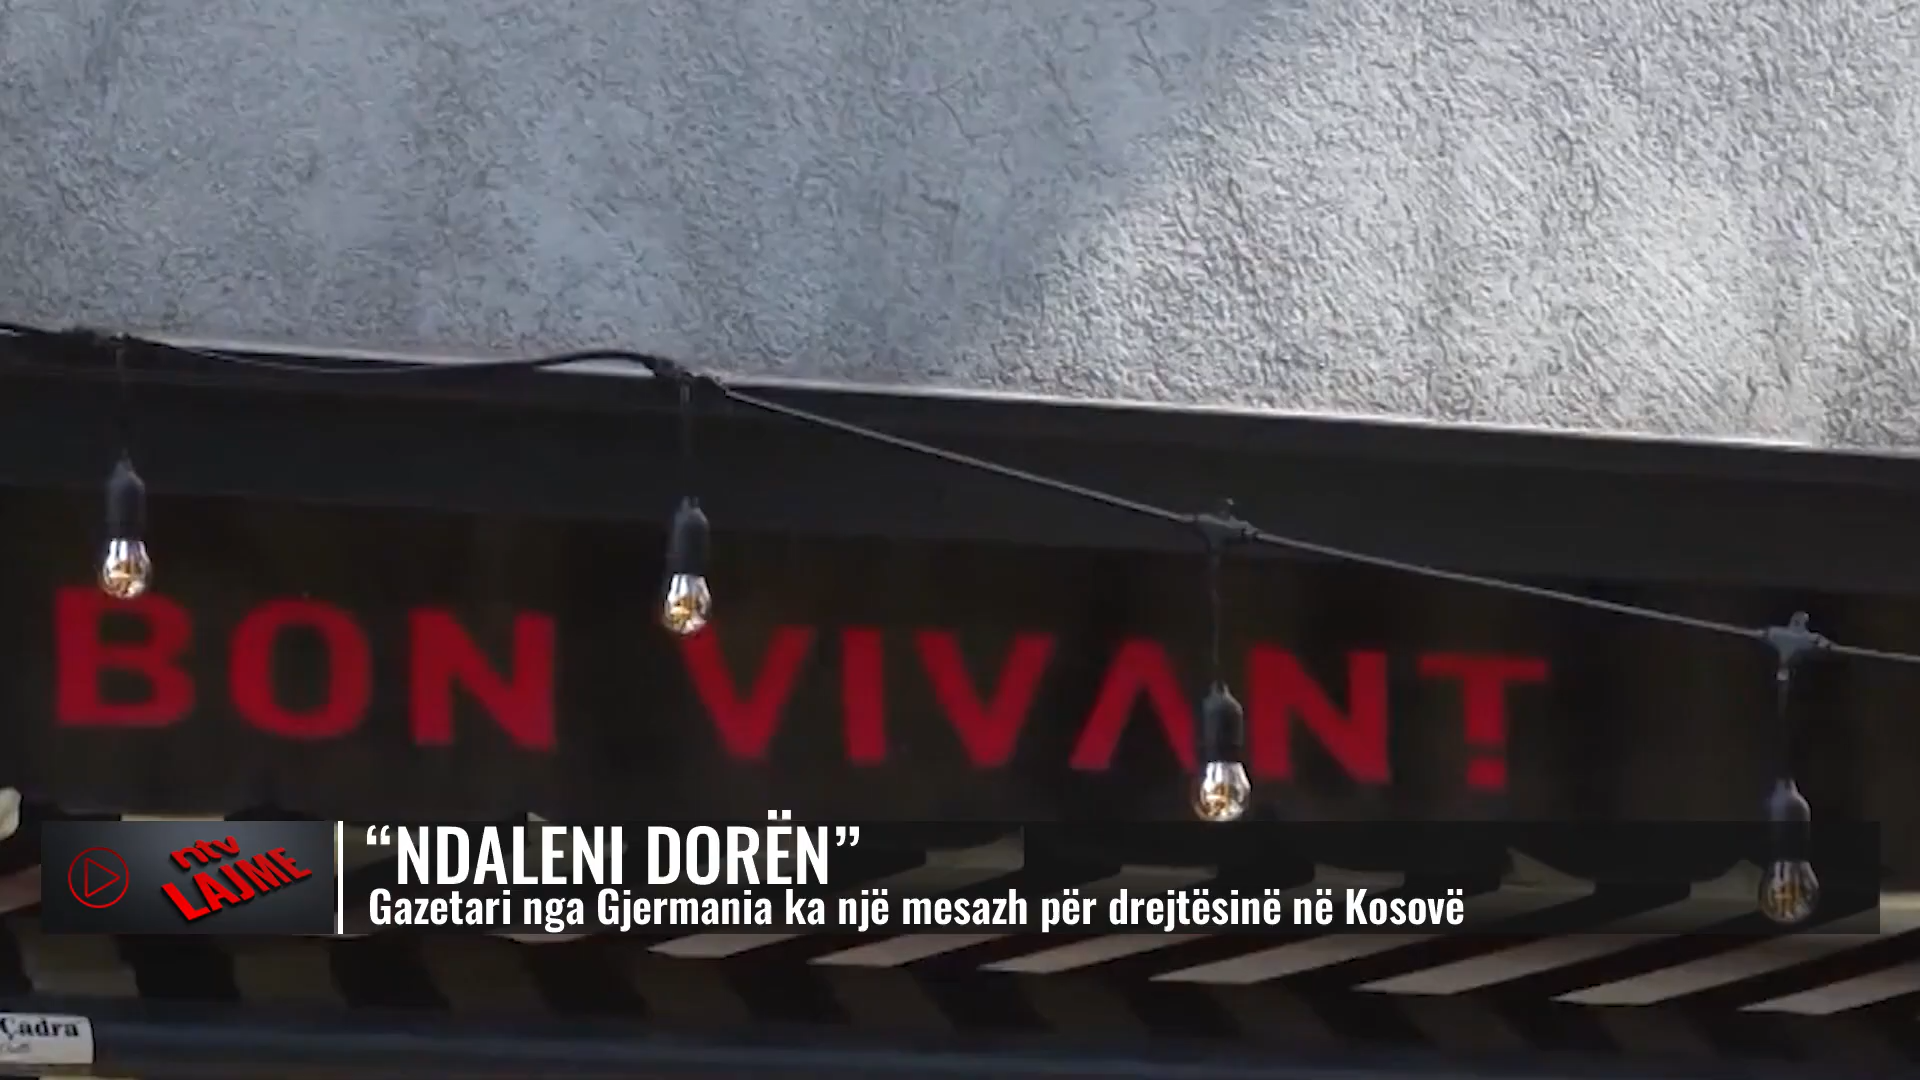 BON VIVANT
ntv
LAJME
“NDALENI DORËN”
Gazetari nga Gjermania ka një mesazh për drejtësinë në Kosovë
Çadra